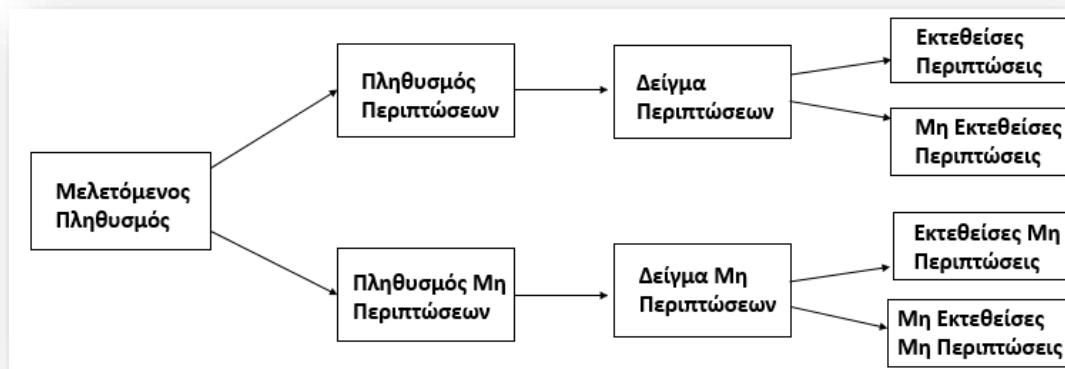 Μελετόμενος
Πληθυσμός
Πληθυσμός
Περιπτώσεων
Πληθυσμός Μη
Περιπτώσεων
Δείγμα
Περιπτώσεων
Δείγμα Μη
Περιπτώσεων
Εκτεθείσες
Περιπτώσεις
Μη Εκτεθείσες
Περιπτώσεις
Εκτεθείσες Μη
Περιπτώσεις
Μη Εκτεθείσες
Μη Περιπτώσεις